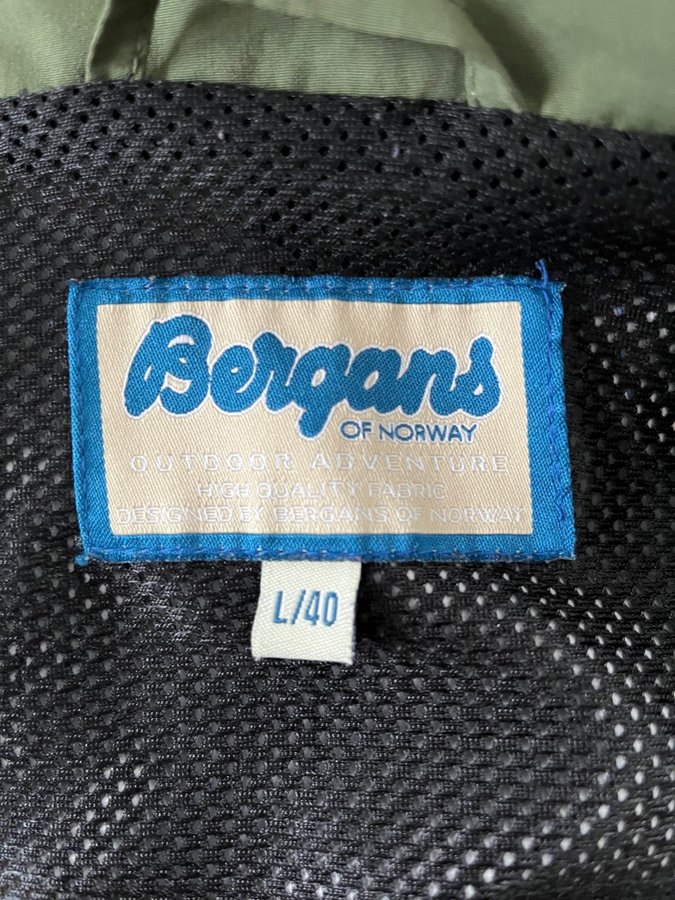 Bergans
OF NORWAY
OUTDOOR ADVENTURE
HIGH QUALITY FABRIC
DESIGNED BY BERGANS OF NORWAY
L/40